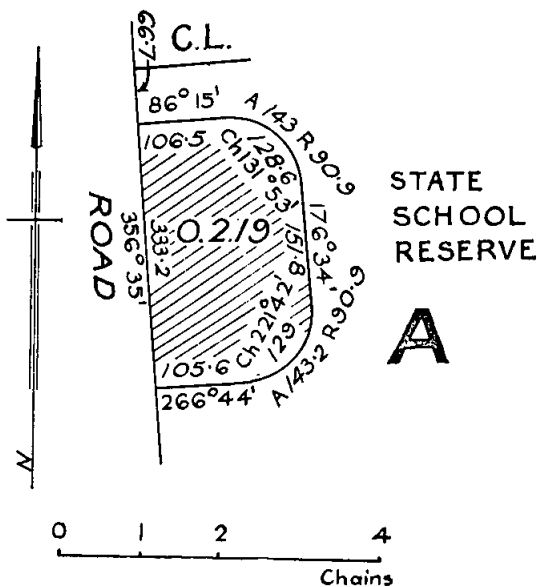 66.7
C.L.
86° 15'
A 143 R 90.9
106.5
128.6
Ch 131° 53'
STATE
SCHOOL
RESERVE
ROAD
356° 35'
333.2
0.2.19
151.8
176° 34'
A
Ch 221° 42'
129
105.6
266° 44'
A 143.2 R 90.9
N
0 1 2 4
Chains